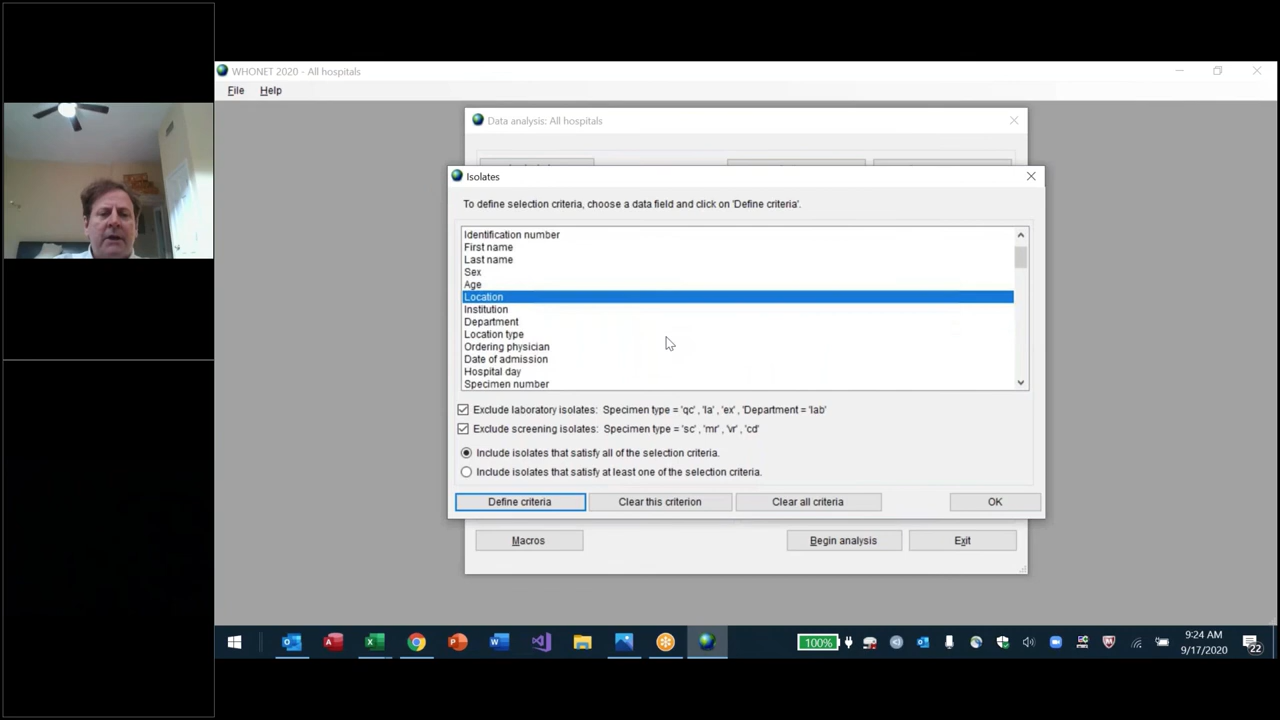 WHONET 2020 - All hospitals
File Help
Data analysis: All hospitals
Isolates
To define selection criteria, choose a data field and click on 'Define criteria'.
Identification number
First name
Last name
Sex
Age
Location
Institution
Department
Location type
Ordering physician
Date of admission
Hospital day
Specimen number
Exclude laboratory isolates: Specimen type = 'qc' , 'la' , 'ex' , 'Department = 'lab'
Exclude screening isolates: Specimen type = 'sc' , 'mr' , 'vr' , 'cd'
Include isolates that satisfy all of the selection criteria.
Include isolates that satisfy at least one of the selection criteria.
Define criteria Clear this criterion Clear all criteria OK
Macros Begin analysis Exit
100% 9:24 AM
9/17/2020 22